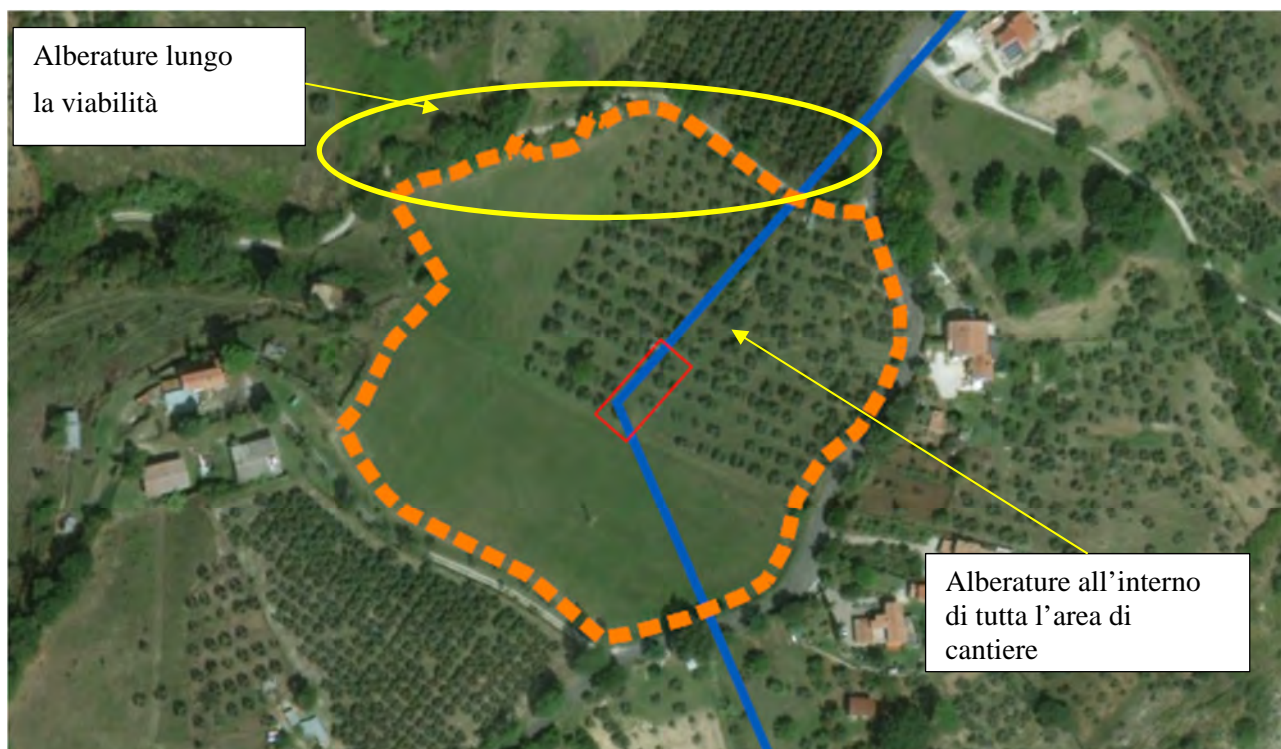 Alberature lungo
la viabilità
Alberature all’interno
di tutta l’area di
cantiere